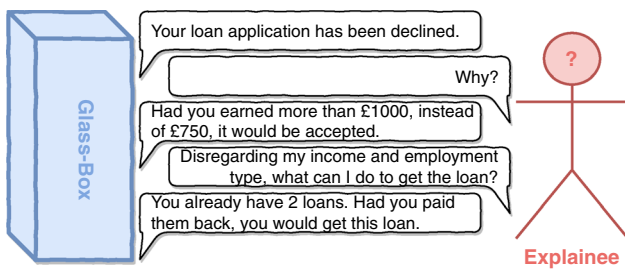 Your loan application has been declined.
Why?
Had you earned more than £1000, instead
of £750, it would be accepted.
Disregarding my income and employment
type, what can I do to get the loan?
You already have 2 loans. Had you paid
them back, you would get this loan.
Glass-Box
?
Explainee